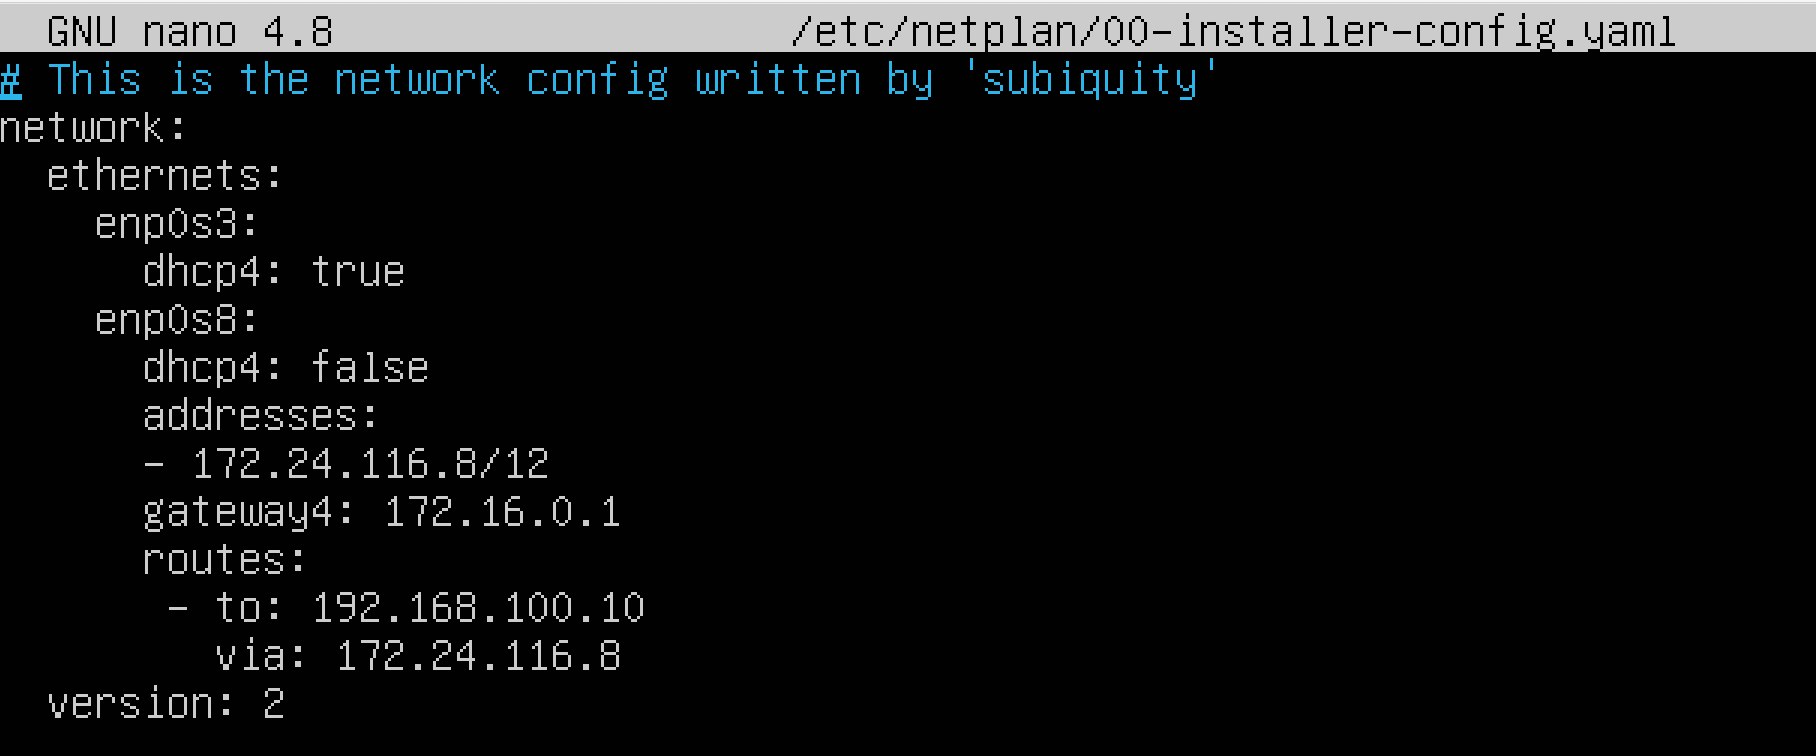 GNU nano 4.8 /etc/netplan/00-installer-config.yaml
# This is the network config written by 'subiquity'
network:
  ethernets:
    enp0s3:
      dhcp4: true
    enp0s8:
      dhcp4: false
      addresses:
      - 172.24.116.8/12
      gateway4: 172.16.0.1
      routes:
       - to: 192.168.100.10
         via: 172.24.116.8
  version: 2